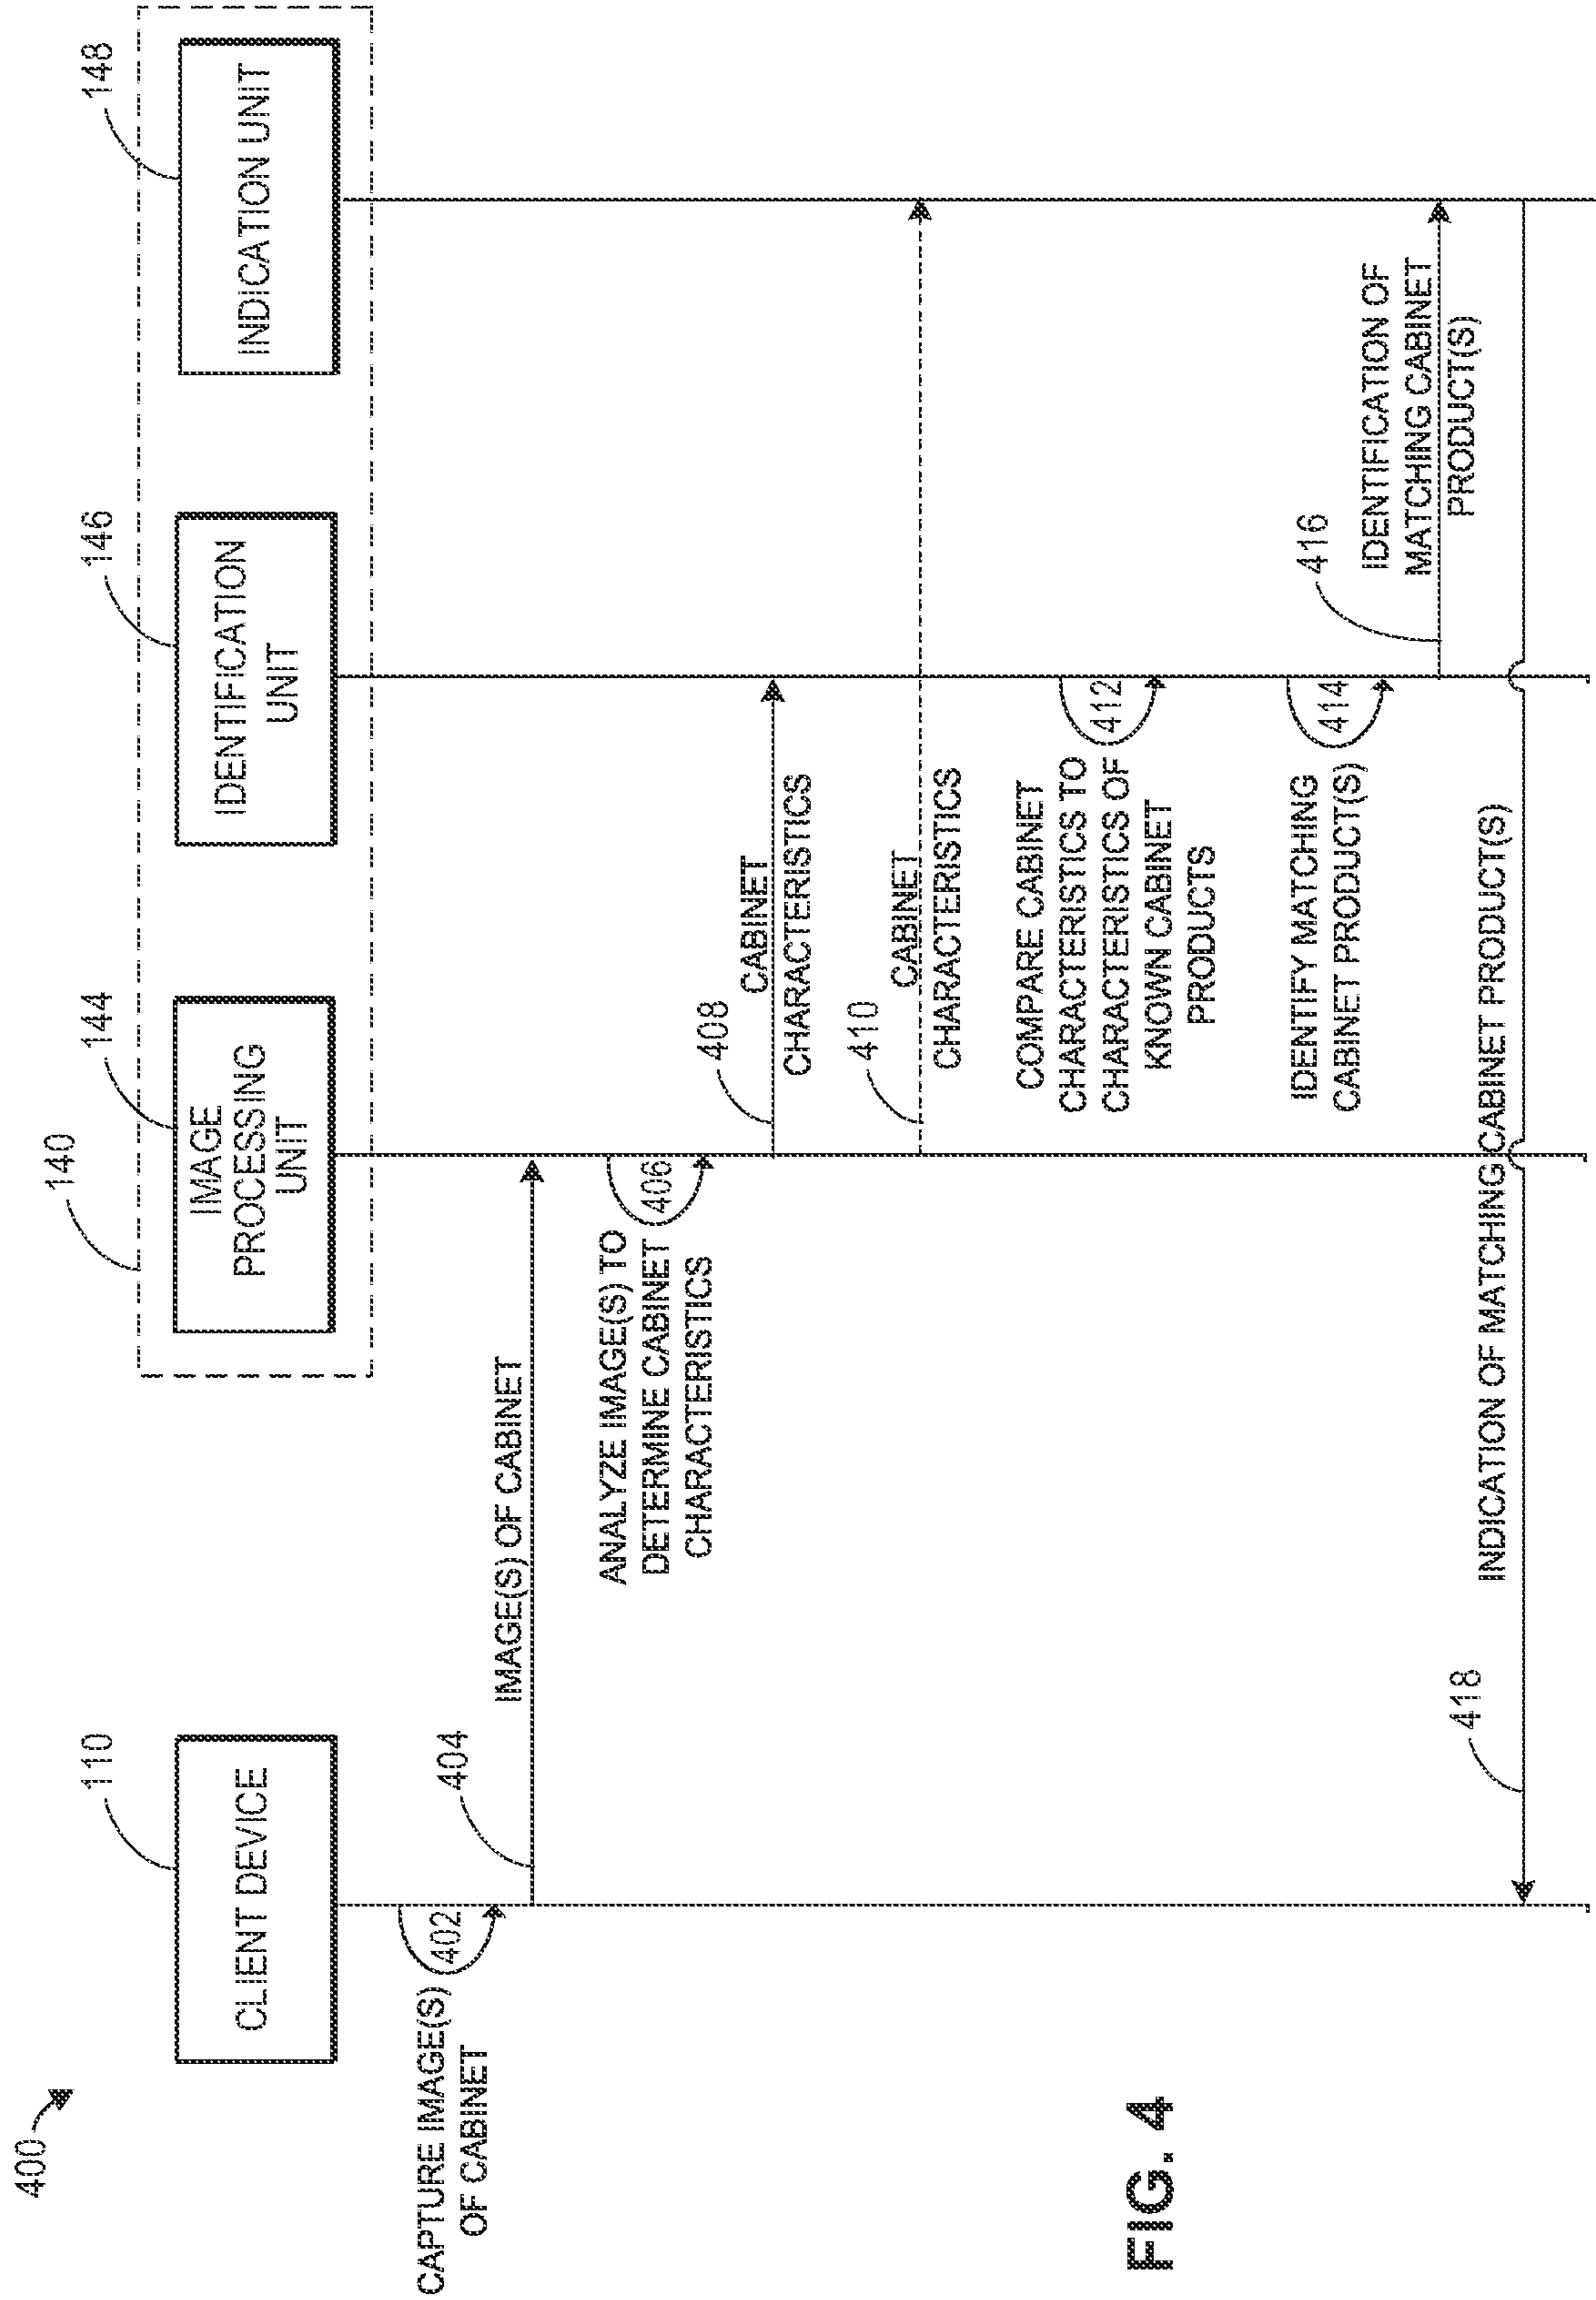 400
110
CLIENT DEVICE
140
144
IMAGE
PROCESSING
UNIT
146
IDENTIFICATION
UNIT
148
INDICATION UNIT
CAPTURE IMAGE(S)
OF CABINET
402
404
IMAGE(S) OF CABINET
ANALYZE IMAGE(S) TO
DETERMINE CABINET
CHARACTERISTICS
406
408
CABINET
CHARACTERISTICS
410
CABINET
CHARACTERISTICS
COMPARE CABINET
CHARACTERISTICS TO
CHARACTERISTICS OF
KNOWN CABINET
PRODUCTS
412
IDENTIFY MATCHING
CABINET PRODUCT(S)
414
416
IDENTIFICATION OF
MATCHING CABINET
PRODUCT(S)
418
INDICATION OF MATCHING CABINET PRODUCT(S)
FIG. 4